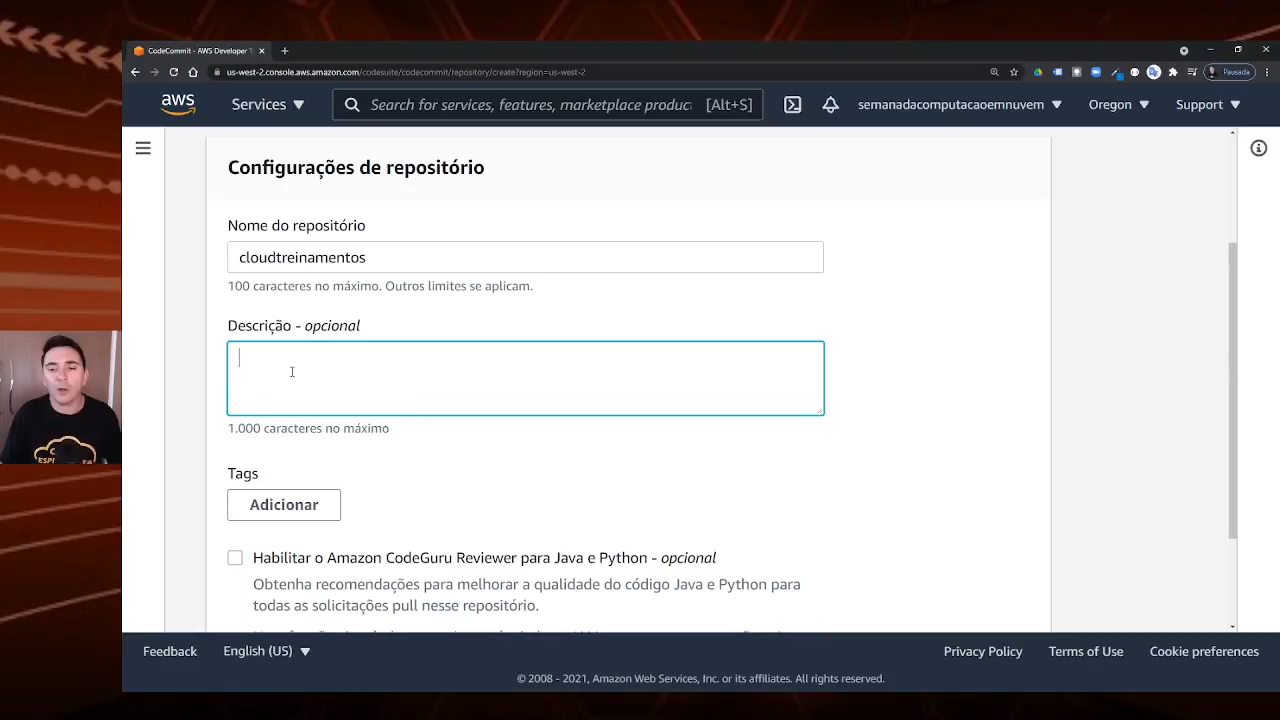 CodeCommit - AWS Developer T
us-west-2.console.aws.amazon.com/codesuite/codecommit/repository/create?region=us-west-2
Pausada
aws
Services
Search for services, features, marketplace produc
[Alt+S]
semanadacomputacaoemnuvem
Oregon
Support
Configurações de repositório
Nome do repositório
cloudtreinamentos
100 caracteres no máximo. Outros limites se aplicam.
Descrição - opcional
1.000 caracteres no máximo
Tags
Adicionar
Habilitar o Amazon CodeGuru Reviewer para Java e Python - opcional
Obtenha recomendações para melhorar a qualidade do código Java e Python para
todas as solicitações pull nesse repositório.
Feedback
English (US)
Privacy Policy
Terms of Use
Cookie preferences
© 2008 - 2021, Amazon Web Services, Inc. or its affiliates. All rights reserved.